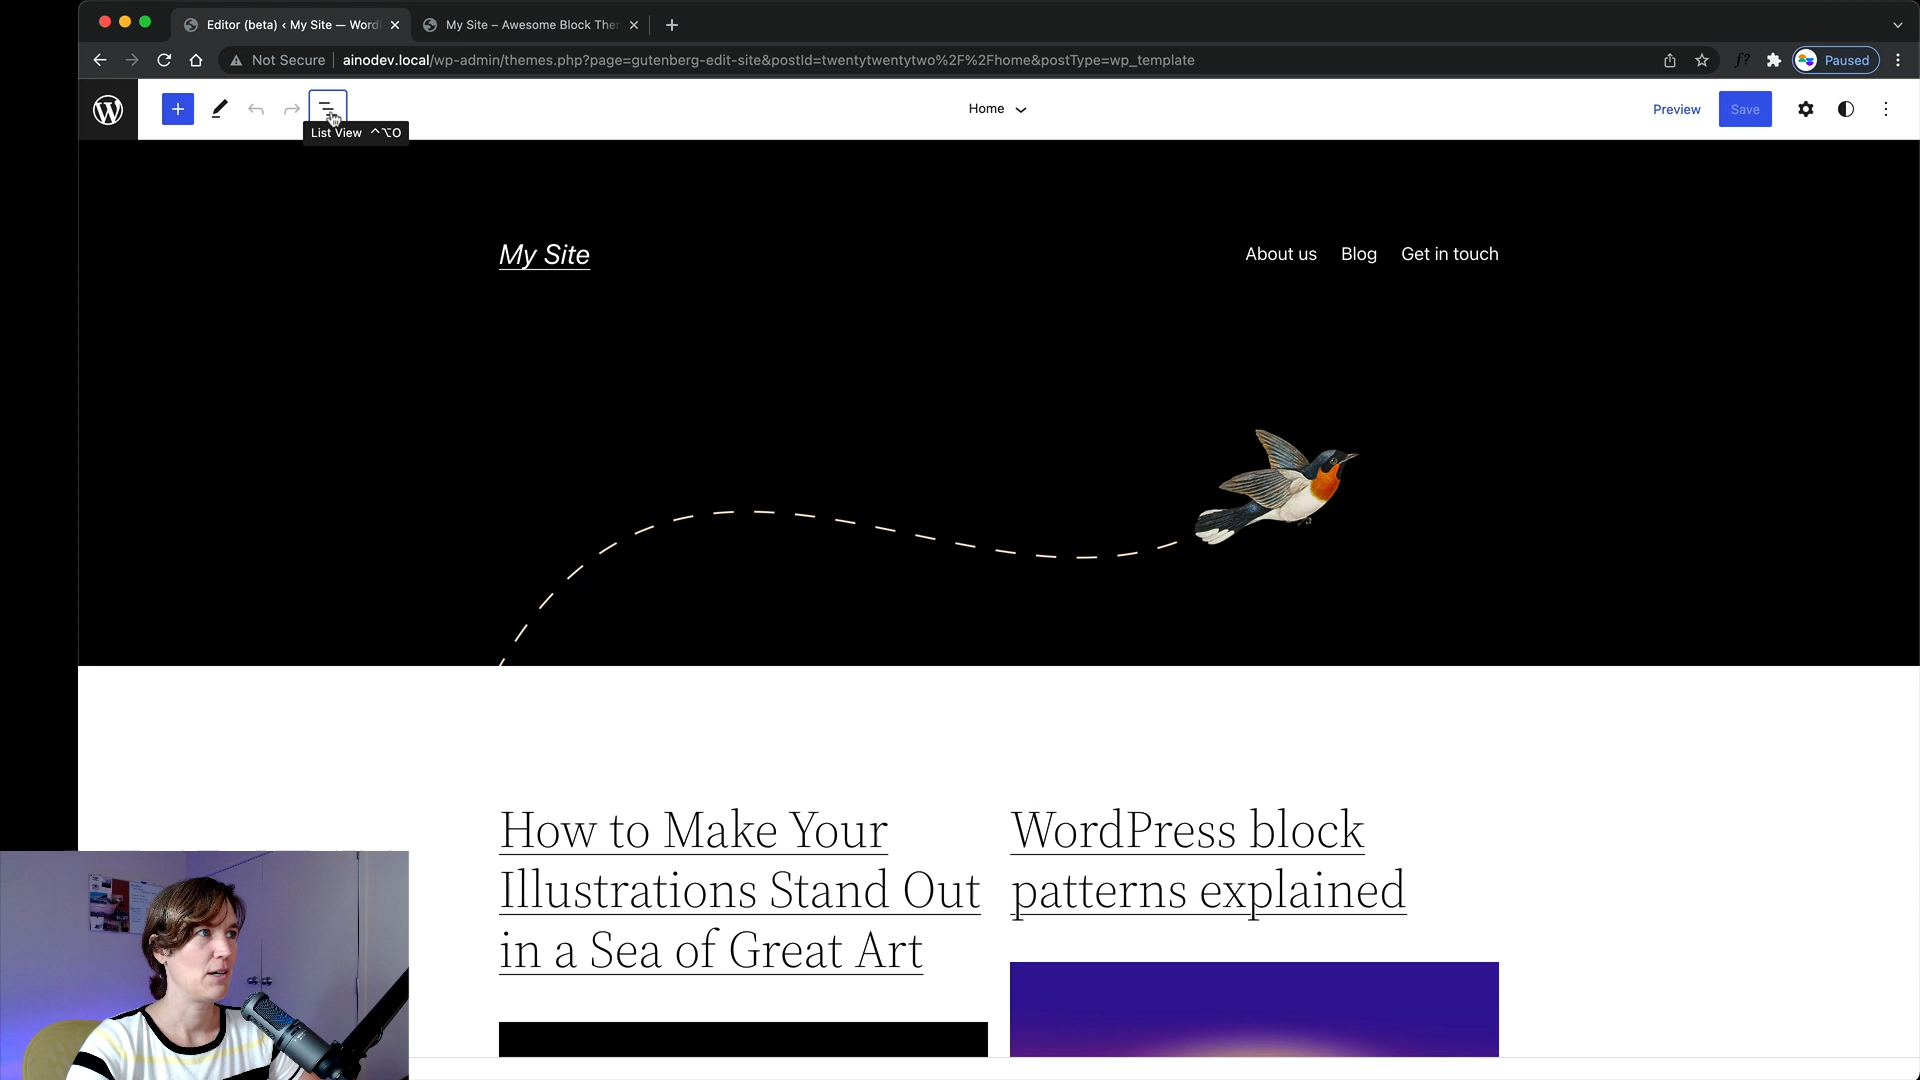 Editor (beta) ‹ My Site — Word
My Site – Awesome Block Ther
Not Secure
ainodev.local/wp-admin/themes.php?page=gutenberg-edit-site&postId=twentytwentytwo%2F%2Fhome&postType=wp_template
f?
Paused
Home
Preview
Save
List View ^⌥O
My Site
About us
Blog
Get in touch
How to Make Your
Illustrations Stand Out
in a Sea of Great Art
WordPress block
patterns explained